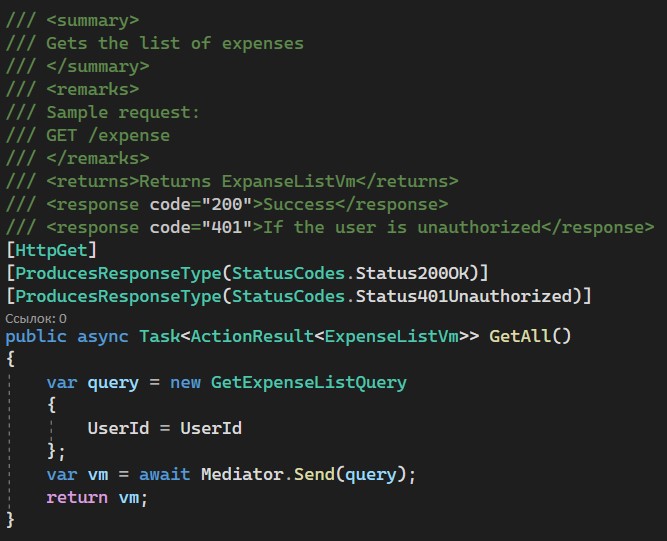 /// <summary>
/// Gets the list of expenses
/// </summary>
/// <remarks>
/// Sample request:
/// GET /expense
/// </remarks>
/// <returns>Returns ExpanseListVm</returns>
/// <response code="200">Success</response>
/// <response code="401">If the user is unauthorized</response>
[HttpGet]
[ProducesResponseType(StatusCodes.Status200OK)]
[ProducesResponseType(StatusCodes.Status401Unauthorized)]
Ссылок: 0
public async Task<ActionResult<ExpenseListVm>> GetAll()
{
    var query = new GetExpenseListQuery
    {
        UserId = UserId
    };
    var vm = await Mediator.Send(query);
    return vm;
}